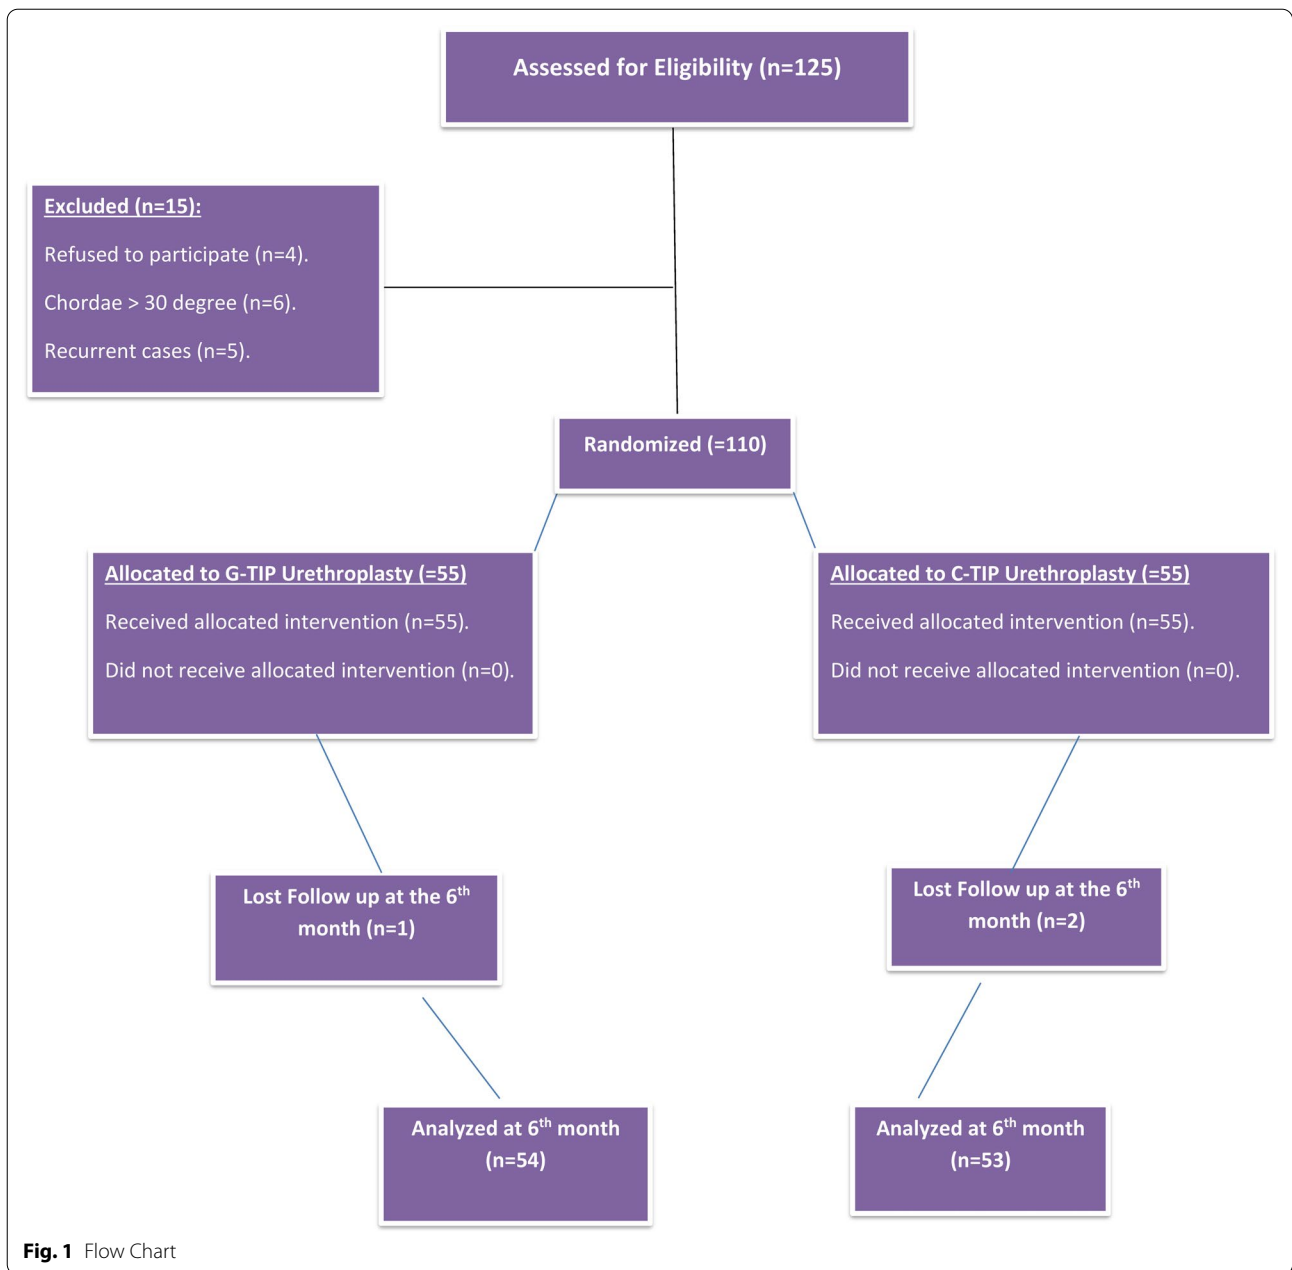 Assessed for Eligibility (n=125)
Excluded (n=15):
Refused to participate (n=4).
Chordae > 30 degree (n=6).
Recurrent cases (n=5).
Randomized (=110)
Allocated to G-TIP Urethroplasty (=55)
Received allocated intervention (n=55).
Did not receive allocated intervention (n=0).
Allocated to C-TIP Urethroplasty (=55)
Received allocated intervention (n=55).
Did not receive allocated intervention (n=0).
Lost Follow up at the 6th
month (n=1)
Lost Follow up at the 6th
month (n=2)
Analyzed at 6th month
(n=54)
Analyzed at 6th month
(n=53)
Fig. 1 Flow Chart